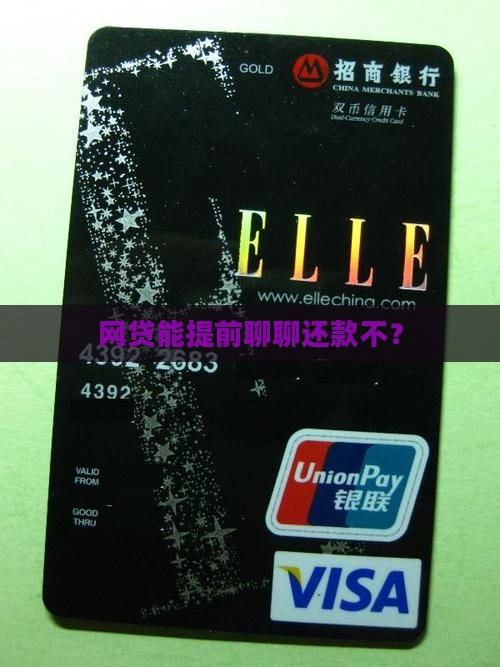 GOLD
招商银行
CHINA MERCHANTS BANK
双币信用卡
Dual-Currency Credit Card
ELLE
www.ellechina.com
网贷能提前聊聊还款不？
4392 2683
4392
VALID
FROM
GOOD
THRU
UnionPay
银联
VISA